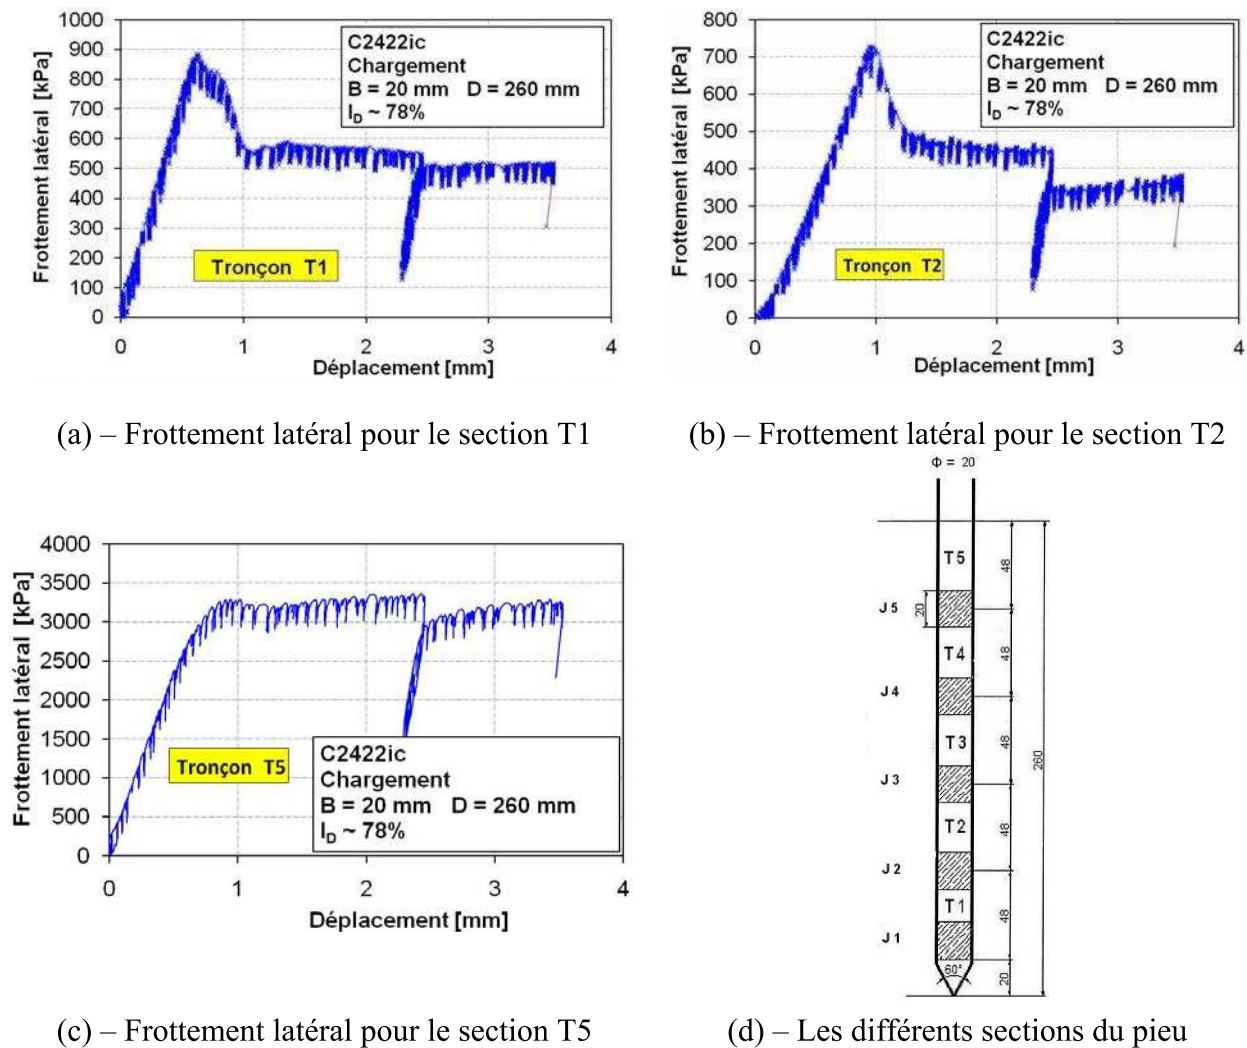 1000
900
800
700
600
500
400
300
200
100
0
Frottement latéral [kPa]
C2422ic
Chargement
B = 20 mm D = 260 mm
I_D ~ 78%
Tronçon T1
0 1 2 3 4
Déplacement [mm]
800
700
600
500
400
300
200
100
0
Frottement latéral [kPa]
C2422ic
Chargement
B = 20 mm D = 260 mm
I_D ~ 78%
Tronçon T2
0 1 2 3 4
Déplacement [mm]
(a) – Frottement latéral pour le section T1
(b) – Frottement latéral pour le section T2
4000
3500
3000
2500
2000
1500
1000
500
0
Frottement latéral [kPa]
Tronçon T5
C2422ic
Chargement
B = 20 mm D = 260 mm
I_D ~ 78%
0 1 2 3 4
Déplacement [mm]
Φ = 20
T5
48
J5
20
T4
48
J4
T3
48
260
J3
T2
48
J2
T1
48
J1
60°
20
(c) – Frottement latéral pour le section T5
(d) – Les différents sections du pieu